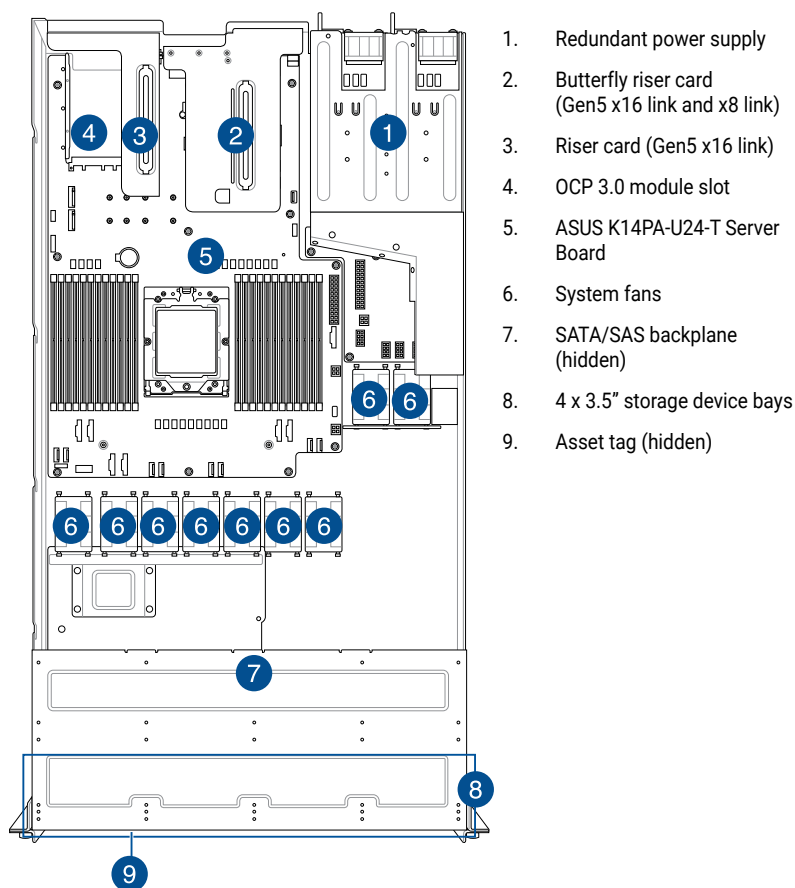 1. Redundant power supply
2. Butterfly riser card
(Gen5 x16 link and x8 link)
3. Riser card (Gen5 x16 link)
4. OCP 3.0 module slot
5. ASUS K14PA-U24-T Server
Board
6. System fans
7. SATA/SAS backplane
(hidden)
8. 4 x 3.5” storage device bays
9. Asset tag (hidden)
4 3 2 1
5
6 6
6 6 6 6 6 6 6
7
8
9